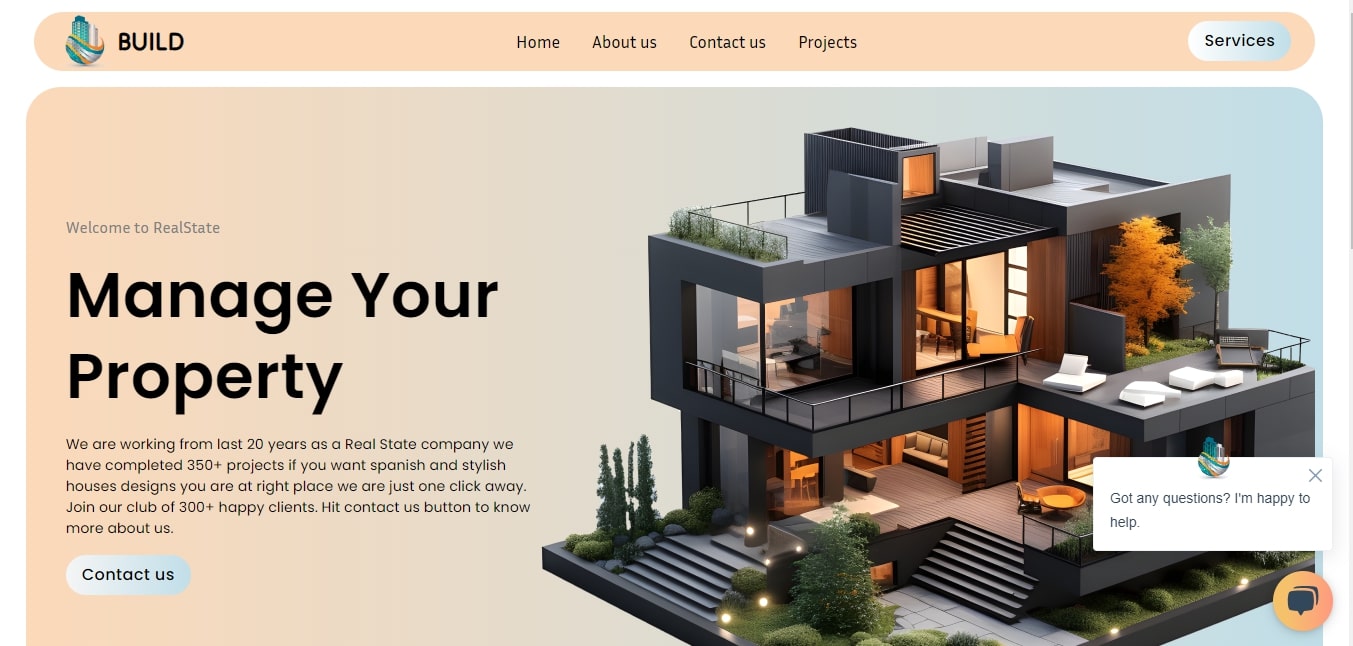 BUILD
Home
About us
Contact us
Projects
Services
Welcome to RealState
Manage Your
Property
We are working from last 20 years as a Real State company we
have completed 350+ projects if you want spanish and stylish
houses designs you are at right place we are just one click away.
Join our club of 300+ happy clients. Hit contact us button to know
more about us.
Contact us
Got any questions? I'm happy to
help.